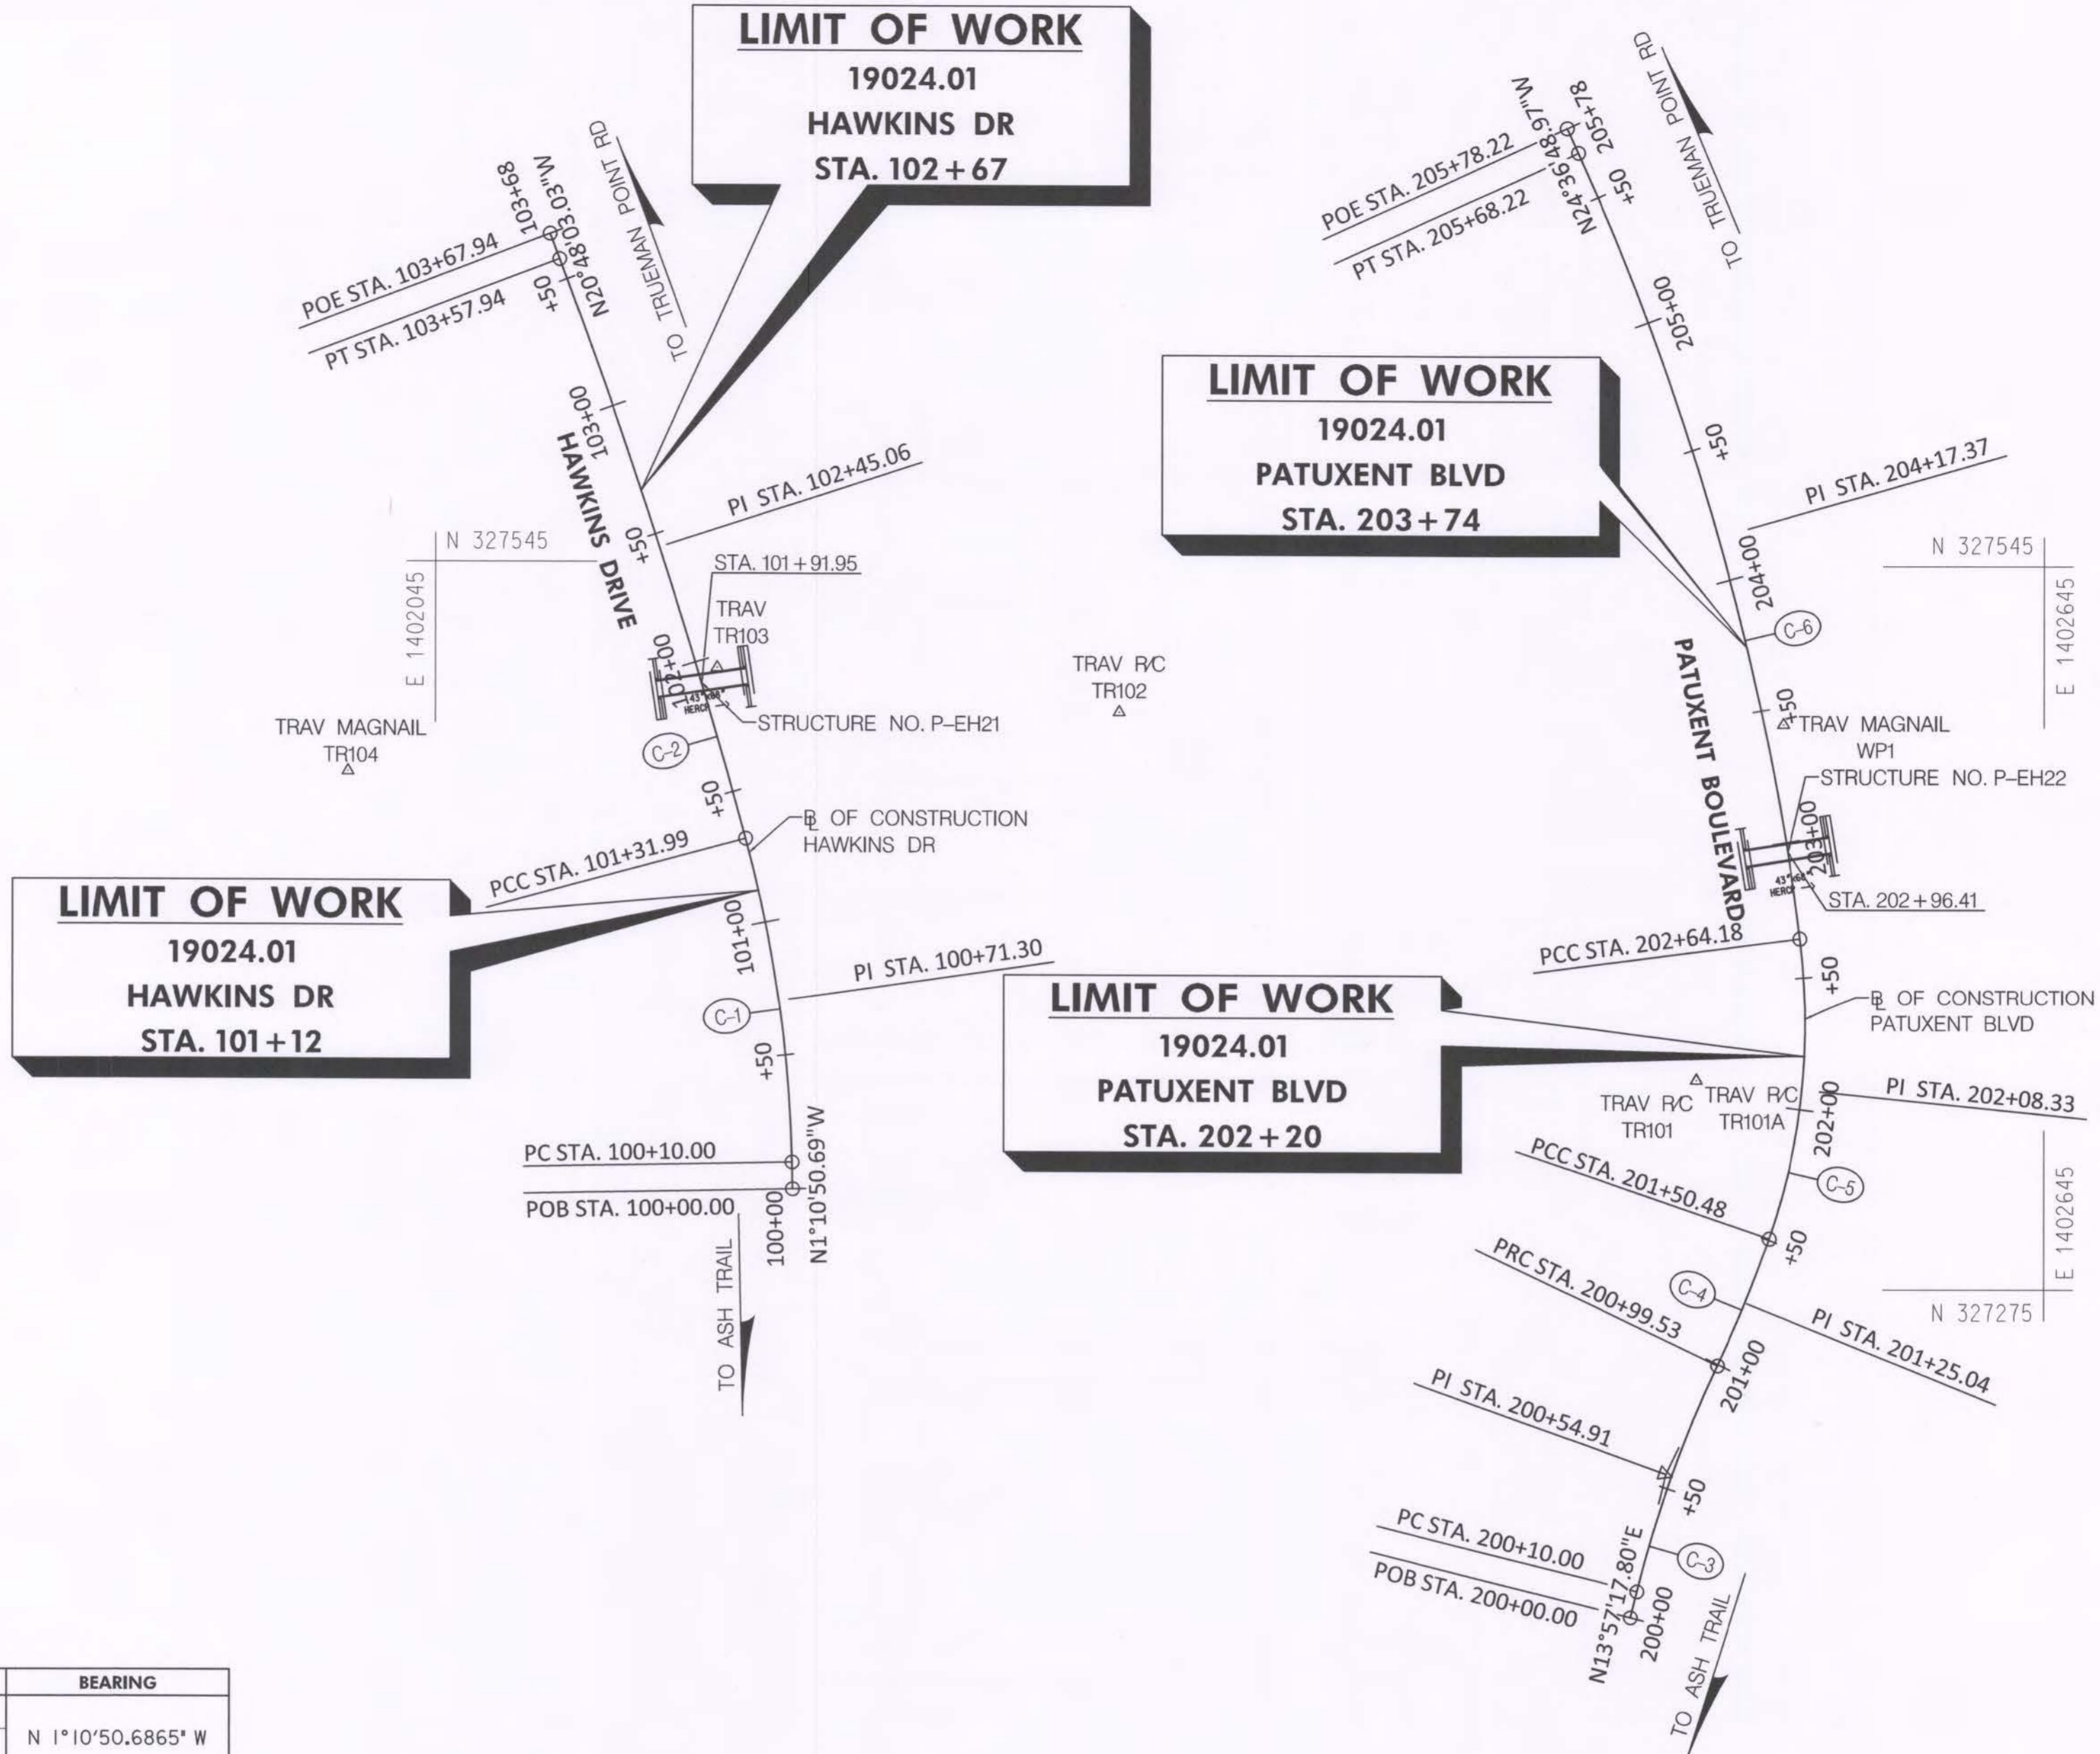 LIMIT OF WORK
19024.01
HAWKINS DR
STA. 102+67
103+68
N20°48'03.03"W
TO TRUEMAN POINT RD
POE STA. 103+67.94
PT STA. 103+57.94
+50
103+00
HAWKINS DRIVE
PI STA. 102+45.06
+50
N 327545
E 1402045
STA. 101+91.95
TRAV
TR103
102+00
43"x68"
HERCP
STRUCTURE NO. P-EH21
TRAV MAGNAIL
TR104
C-2
+50
PCC STA. 101+31.99
BL OF CONSTRUCTION
HAWKINS DR
LIMIT OF WORK
19024.01
HAWKINS DR
STA. 101+12
101+00
PI STA. 100+71.30
C-1
+50
PC STA. 100+10.00
POB STA. 100+00.00
100+00
N1°10'50.69"W
TO ASH TRAIL
TRAV R/C
TR102
N24°36'48.97"W
205+78
TO TRUEMAN POINT RD
POE STA. 205+78.22
PT STA. 205+68.22
+50
205+00
LIMIT OF WORK
19024.01
PATUXENT BLVD
STA. 203+74
+50
PI STA. 204+17.37
204+00
N 327545
E 1402645
C-6
PATUXENT BOULEVARD
+50
TRAV MAGNAIL
WP1
STRUCTURE NO. P-EH22
203+00
43"x68"
HERCP
STA. 202+96.41
PCC STA. 202+64.18
+50
BL OF CONSTRUCTION
PATUXENT BLVD
LIMIT OF WORK
19024.01
PATUXENT BLVD
STA. 202+20
TRAV R/C
TR101
TRAV R/C
TR101A
202+00
PI STA. 202+08.33
PCC STA. 201+50.48
C-5
+50
E 1402645
N 327275
PRC STA. 200+99.53
C-4
PI STA. 201+25.04
201+00
PI STA. 200+54.91
+50
PC STA. 200+10.00
POB STA. 200+00.00
N13°57'17.80"E
C-3
200+00
TO ASH TRAIL
BEARING
N 1°10'50.6865" W